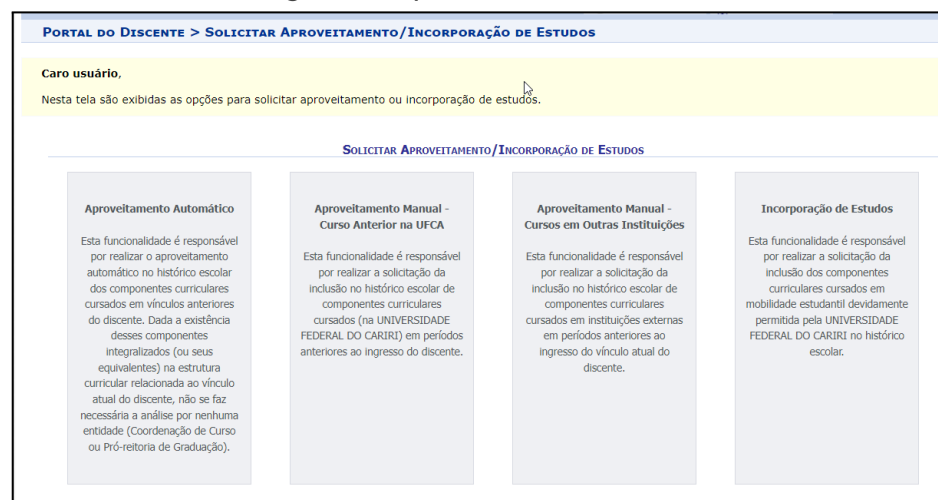 PORTAL DO DISCENTE > SOLICITAR APROVEITAMENTO/INCORPORAÇÃO DE ESTUDOS
Caro usuário,
Nesta tela são exibidas as opções para solicitar aproveitamento ou incorporação de estudos.
SOLICITAR APROVEITAMENTO/INCORPORAÇÃO DE ESTUDOS
Aproveitamento Automático
Esta funcionalidade é responsável
por realizar o aproveitamento
automático no histórico escolar
dos componentes curriculares
cursados em vínculos anteriores
do discente. Dada a existência
desses componentes
integralizados (ou seus
equivalentes) na estrutura
curricular relacionada ao vínculo
atual do discente, não se faz
necessária a análise por nenhuma
entidade (Coordenação de Curso
ou Pró-reitoria de Graduação).
Aproveitamento Manual -
Curso Anterior na UFCA
Esta funcionalidade é responsável
por realizar a solicitação da
inclusão no histórico escolar de
componentes curriculares
cursados (na UNIVERSIDADE
FEDERAL DO CARIRI) em períodos
anteriores ao ingresso do discente.
Aproveitamento Manual -
Cursos em Outras Instituições
Esta funcionalidade é responsável
por realizar a solicitação da
inclusão no histórico escolar de
componentes curriculares
cursados em instituições externas
em períodos anteriores ao
ingresso do vínculo atual do
discente.
Incorporação de Estudos
Esta funcionalidade é responsável
por realizar a solicitação da
inclusão dos componentes
curriculares cursados em
mobilidade estudantil devidamente
permitida pela UNIVERSIDADE
FEDERAL DO CARIRI no histórico
escolar.